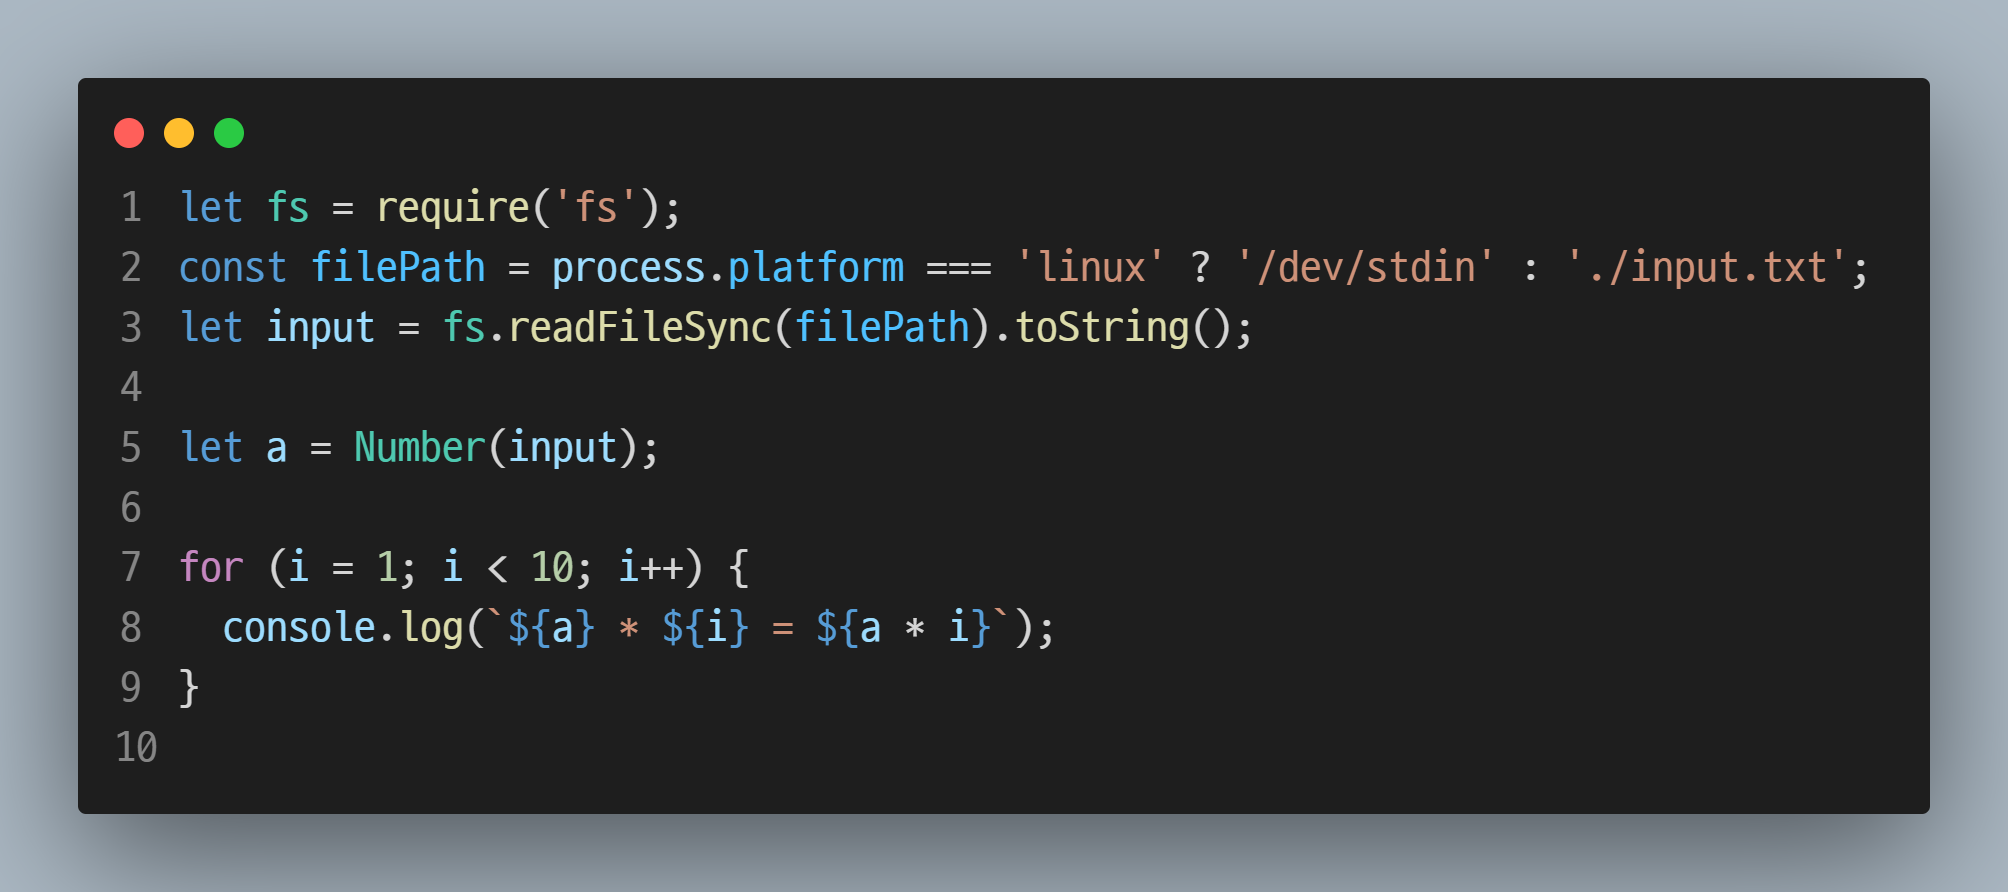 1 let fs = require('fs');
2 const filePath = process.platform === 'linux' ? '/dev/stdin' : './input.txt';
3 let input = fs.readFileSync(filePath).toString();
4
5 let a = Number(input);
6
7 for (i = 1; i < 10; i++) {
8   console.log(`${a} * ${i} = ${a * i}`);
9 }
10